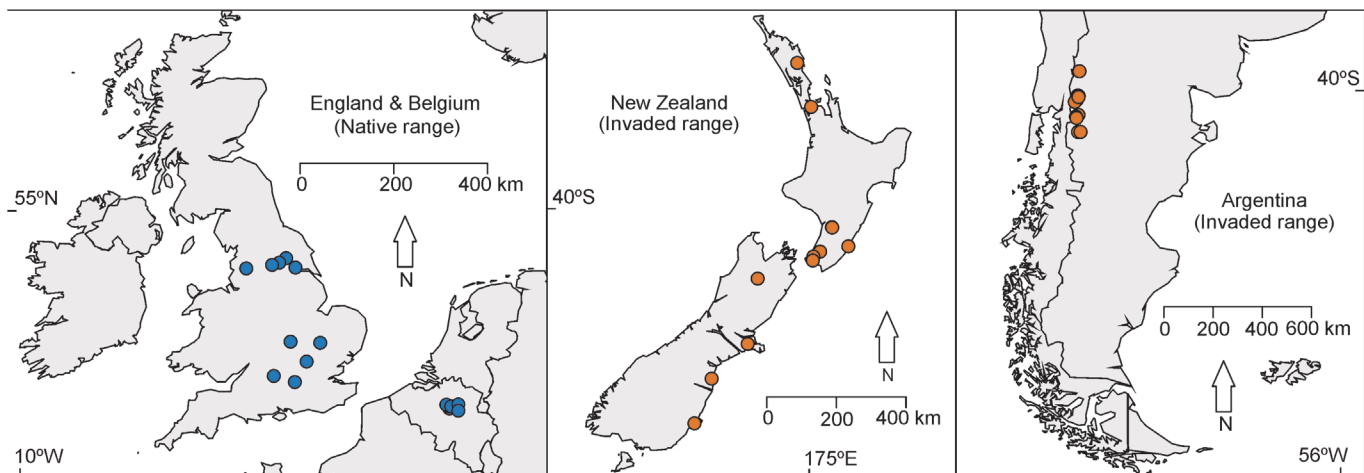 England & Belgium
(Native range)
0 200 400 km
N
55ºN
10ºW
New Zealand
(Invaded range)
40ºS
N
0 200 400 km
175ºE
40ºS
Argentina
(Invaded range)
0 200 400 600 km
N
56ºW